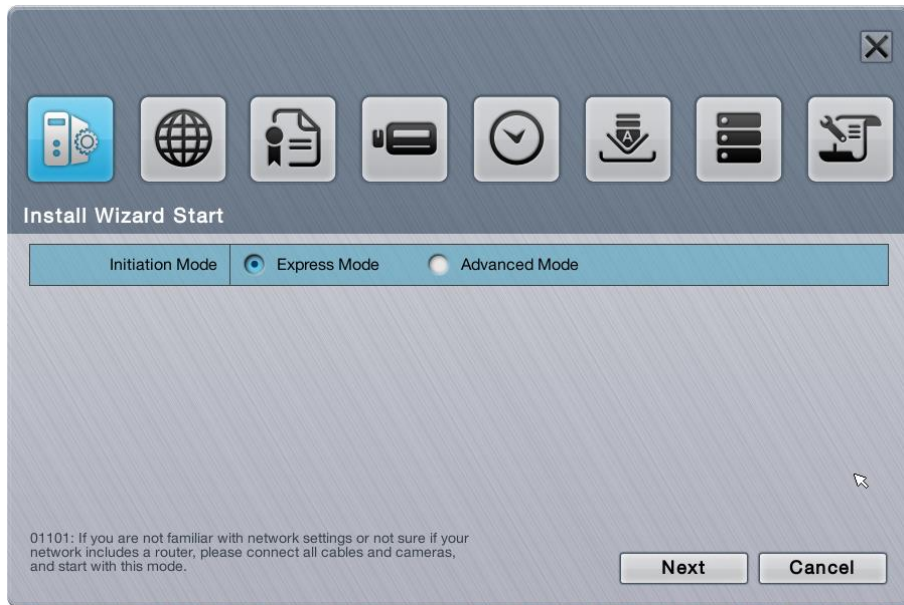 Install Wizard Start
Initiation Mode Express Mode Advanced Mode
01101: If you are not familiar with network settings or not sure if your
network includes a router, please connect all cables and cameras,
and start with this mode.
Next Cancel